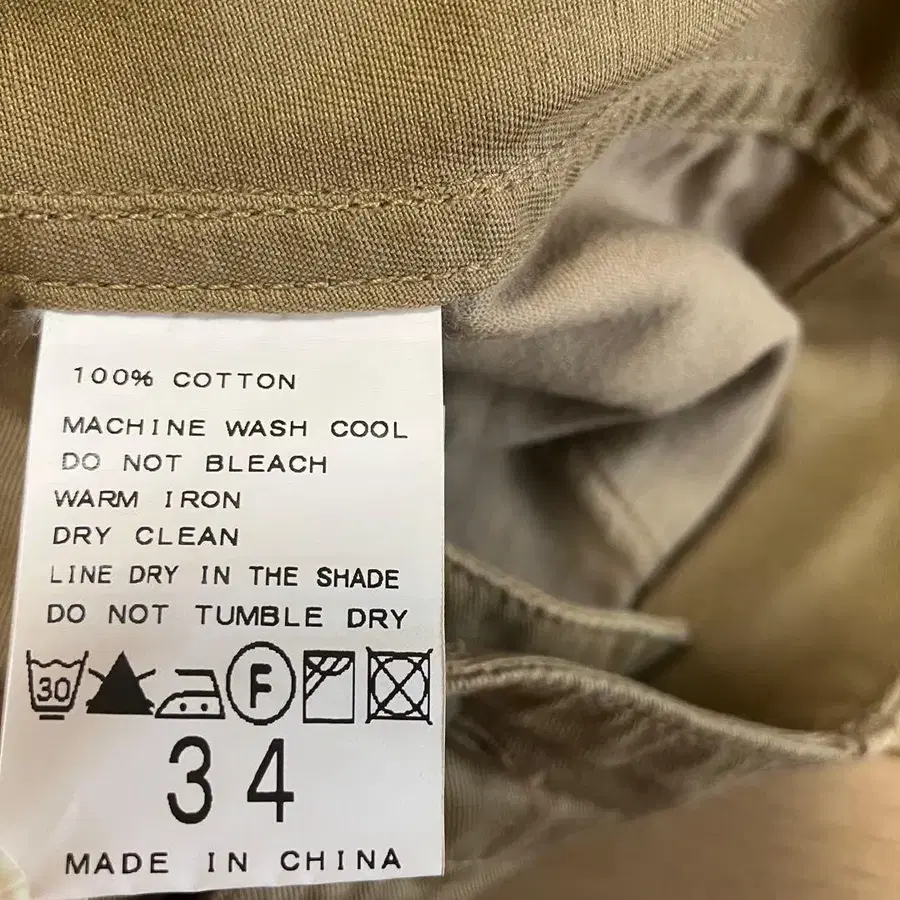 100% COTTON
MACHINE WASH COOL
DO NOT BLEACH
WARM IRON
DRY CLEAN
LINE DRY IN THE SHADE
DO NOT TUMBLE DRY
30 F
34
MADE IN CHINA